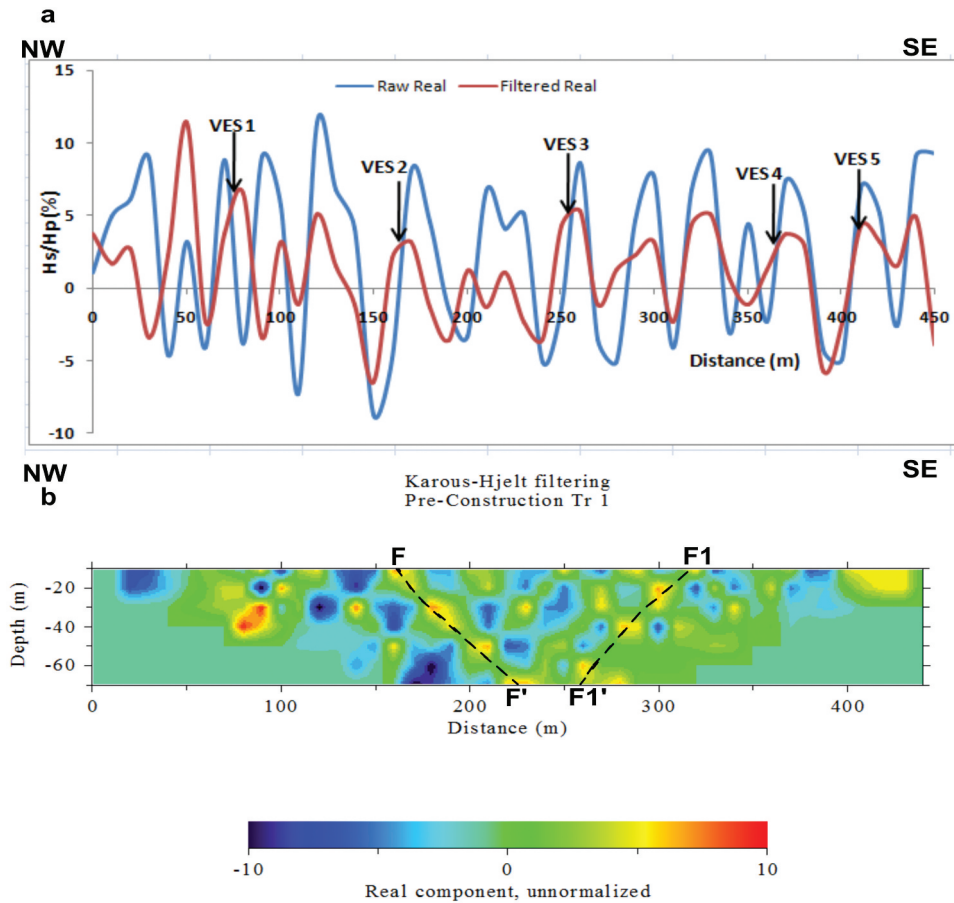 a
NW SE
Raw Real Filtered Real
Hs/Hp(%)
15
10
5
0
-5
-10
VES 1
VES 2
VES 3
VES 4
VES 5
0 50 100 150 200 250 300 350 400 450
Distance (m)
NW SE
b
Karous-Hjelt filtering
Pre-Construction Tr 1
F F1
Depth (m)
-20
-40
-60
F' F1'
0 100 200 300 400
Distance (m)
-10 0 10
Real component, unnormalized